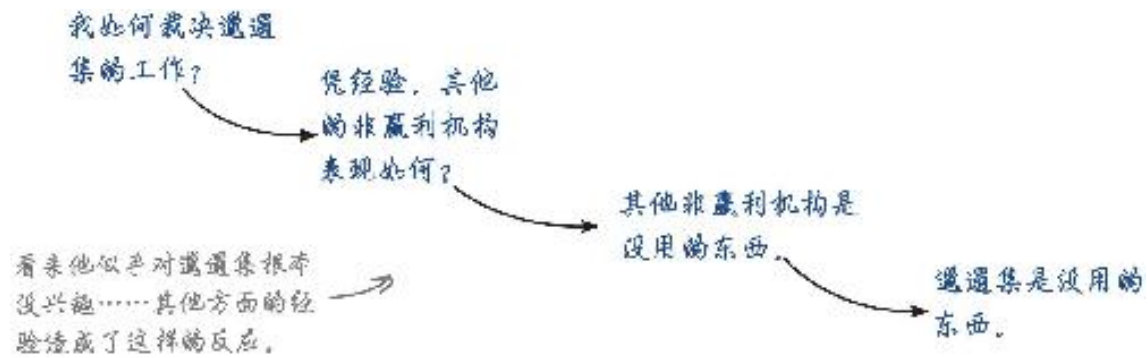 我如何裁决邋遢
集的工作？
凭经验，其他
的非赢利机构
表现如何？
其他非赢利机构是
没用的东西。
邋遢集是没用的
东西。
看来他似乎对邋遢集根本
没兴趣……其他方面的经
验造成了这样的反应。